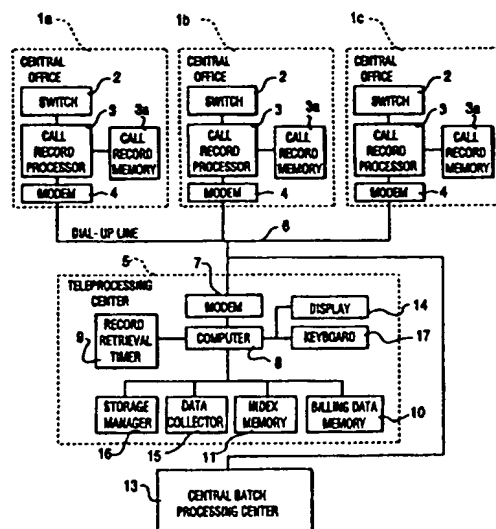 1a
1b
1c
CENTRAL
OFFICE
2
SWITCH
3
3a
CALL
RECORD
PROCESSOR
CALL
RECORD
MEMORY
MODEM
4
CENTRAL
OFFICE
2
SWITCH
3
3a
CALL
RECORD
PROCESSOR
CALL
RECORD
MEMORY
MODEM
4
CENTRAL
OFFICE
2
SWITCH
3
3a
CALL
RECORD
PROCESSOR
CALL
RECORD
MEMORY
MODEM
4
DIAL-UP LINE
6
5
7
TELEPROCESSING
CENTER
MODEM
DISPLAY
14
RECORD
RETRIEVAL
TIMER
9
COMPUTER
8
KEYBOARD
17
STORAGE
MANAGER
16
DATA
COLLECTOR
15
INDEX
MEMORY
11
BILLING DATA
MEMORY
10
13
CENTRAL BATCH
PROCESSING CENTER